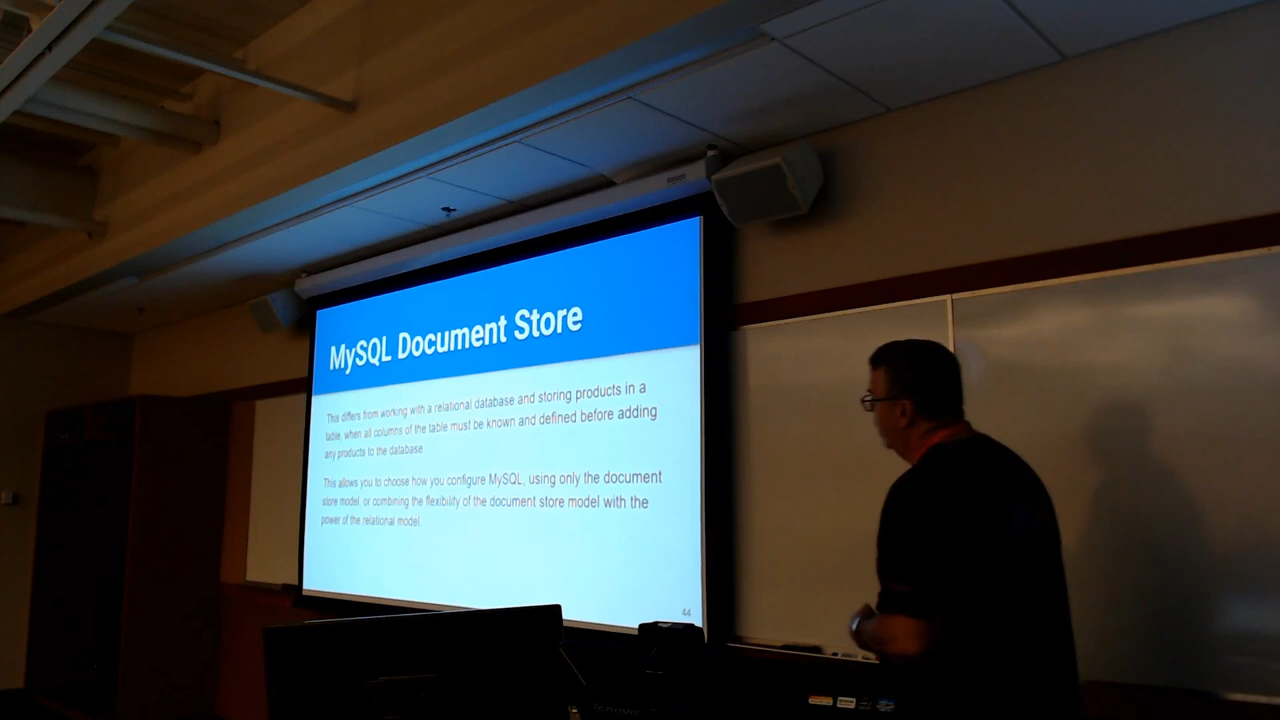 MySQL Document Store
This differs from working with a relational database and storing products in a
table, when all columns of the table must be known and defined before adding
any products to the database.
This allows you to choose how you configure MySQL, using only the document
store model, or combining the flexibility of the document store model with the
power of the relational model.
44
lenovo